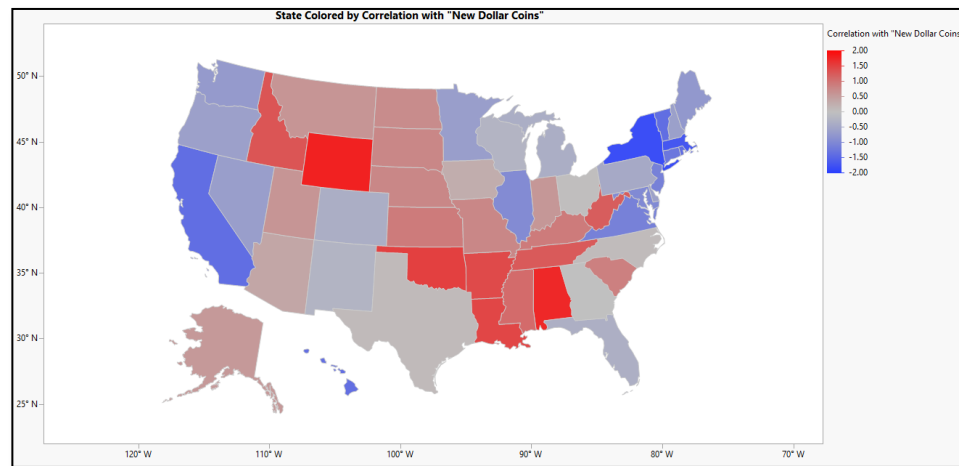 State Colored by Correlation with "New Dollar Coins"
Correlation with "New Dollar Coins
2.00
1.50
1.00
0.50
0.00
-0.50
-1.00
-1.50
-2.00
50° N
45° N
40° N
35° N
30° N
25° N
120° W
110° W
100° W
90° W
80° W
70° W